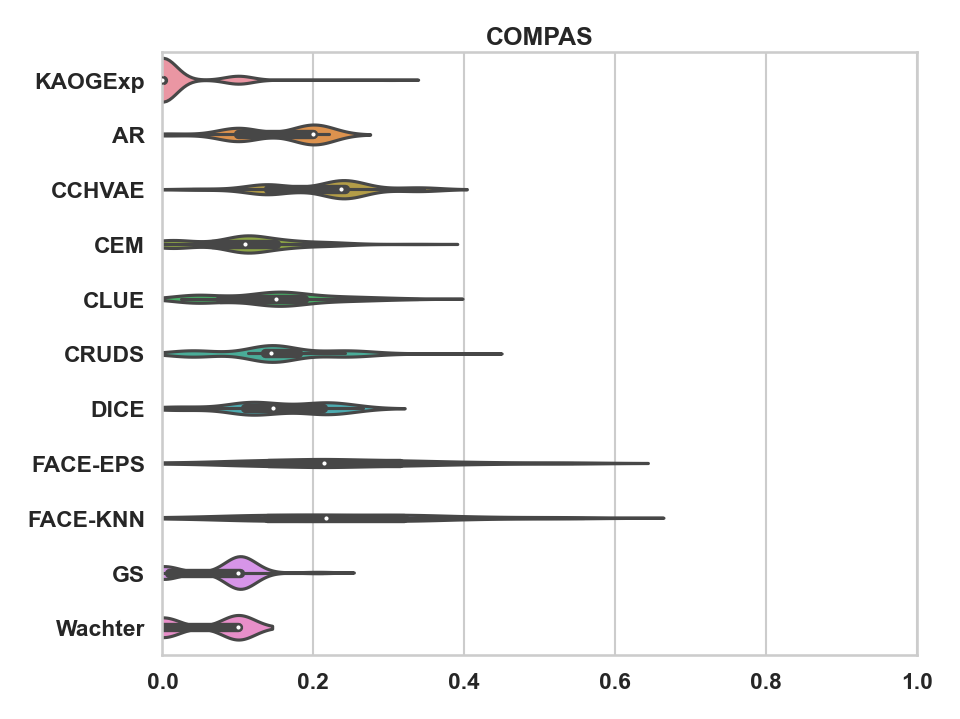 COMPAS
KAOGExp
AR
CCHVAE
CEM
CLUE
CRUDS
DICE
FACE-EPS
FACE-KNN
GS
Wachter
0.0 0.2 0.4 0.6 0.8 1.0